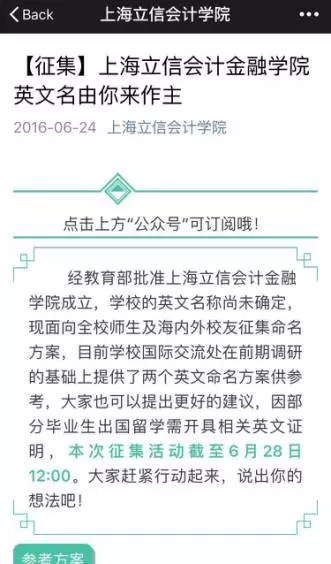 Back
上海立信会计学院
【征集】上海立信会计金融学院
英文名由你来作主
2016-06-24 上海立信会计学院
点击上方“公众号”可订阅哦！
经教育部批准上海立信会计金融
学院成立，学校的英文名称尚未确定，
现面向全校师生及海内外校友征集命名
方案，目前学校国际交流处在前期调研
的基础上提供了两个英文命名方案供参
考，大家也可以提出更好的建议，因部
分毕业生出国留学需开具相关英文证
明，本次征集活动截至6月28日
12:00。大家赶紧行动起来，说出你的
想法吧！
参考方案